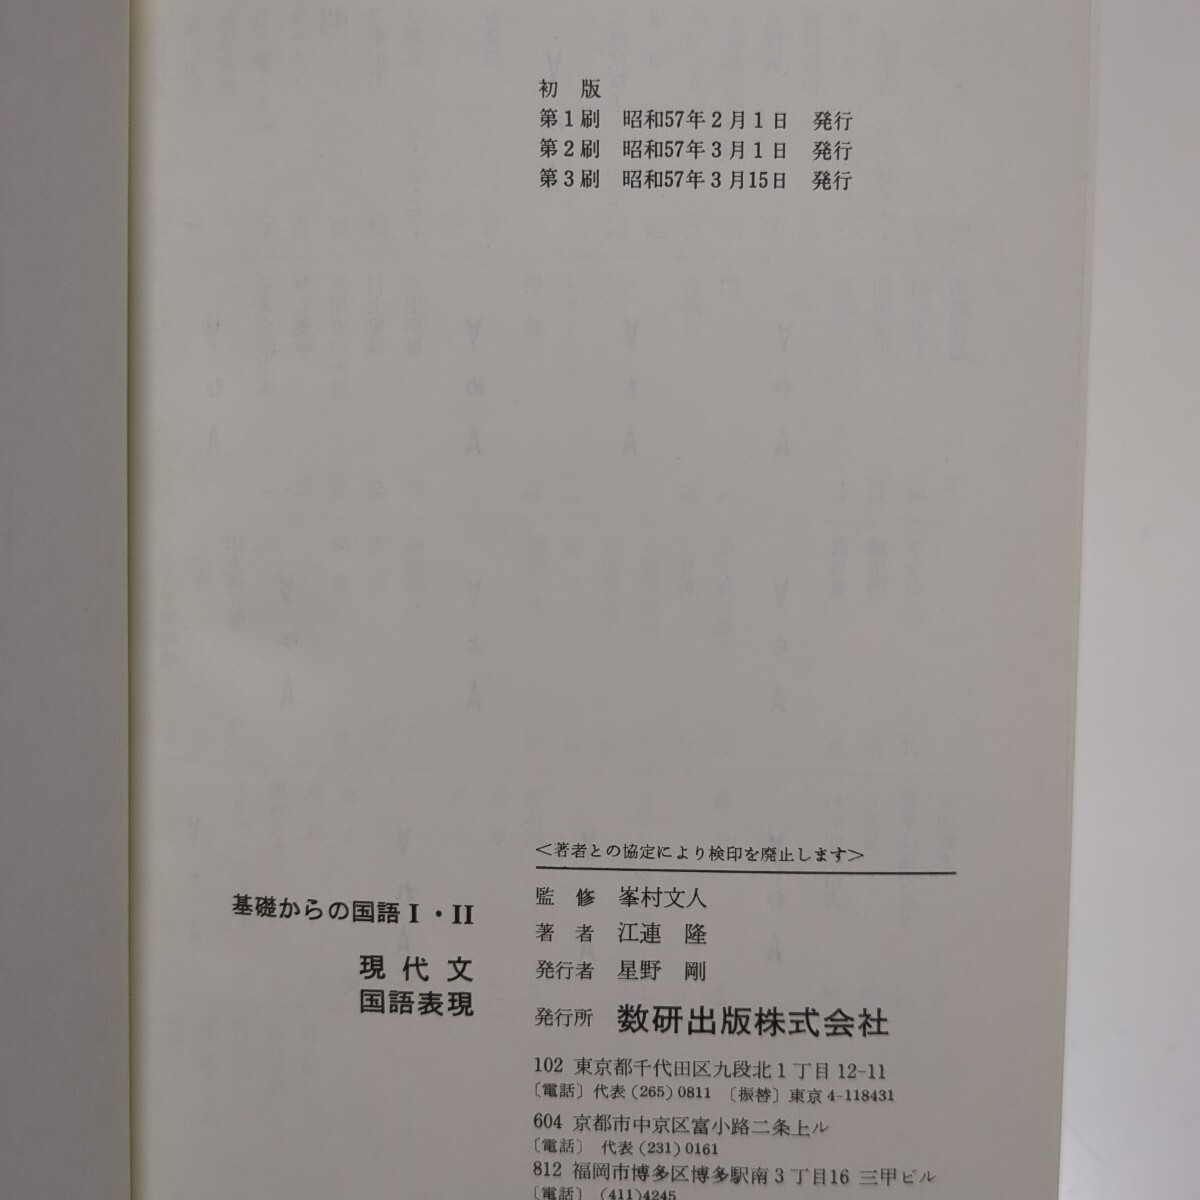 初 版
第1刷 昭和57年2月1日 発行
第2刷 昭和57年3月1日 発行
第3刷 昭和57年3月15日 発行
<著者との協定により検印を廃止します>
基礎からの国語I・II
現代文
国語表現
監 修 峯村文人
著 者 江連 隆
発行者 星野 剛
発行所 数研出版株式会社
102 東京都千代田区九段北1丁目12-11
〔電話〕代表(265)0811 〔振替〕東京4-118431
604 京都市中京区富小路二条上ル
〔電話〕 代表(231)0161
812 福岡市博多区博多駅南3丁目16 三甲ビル
〔電話〕 (411)4245